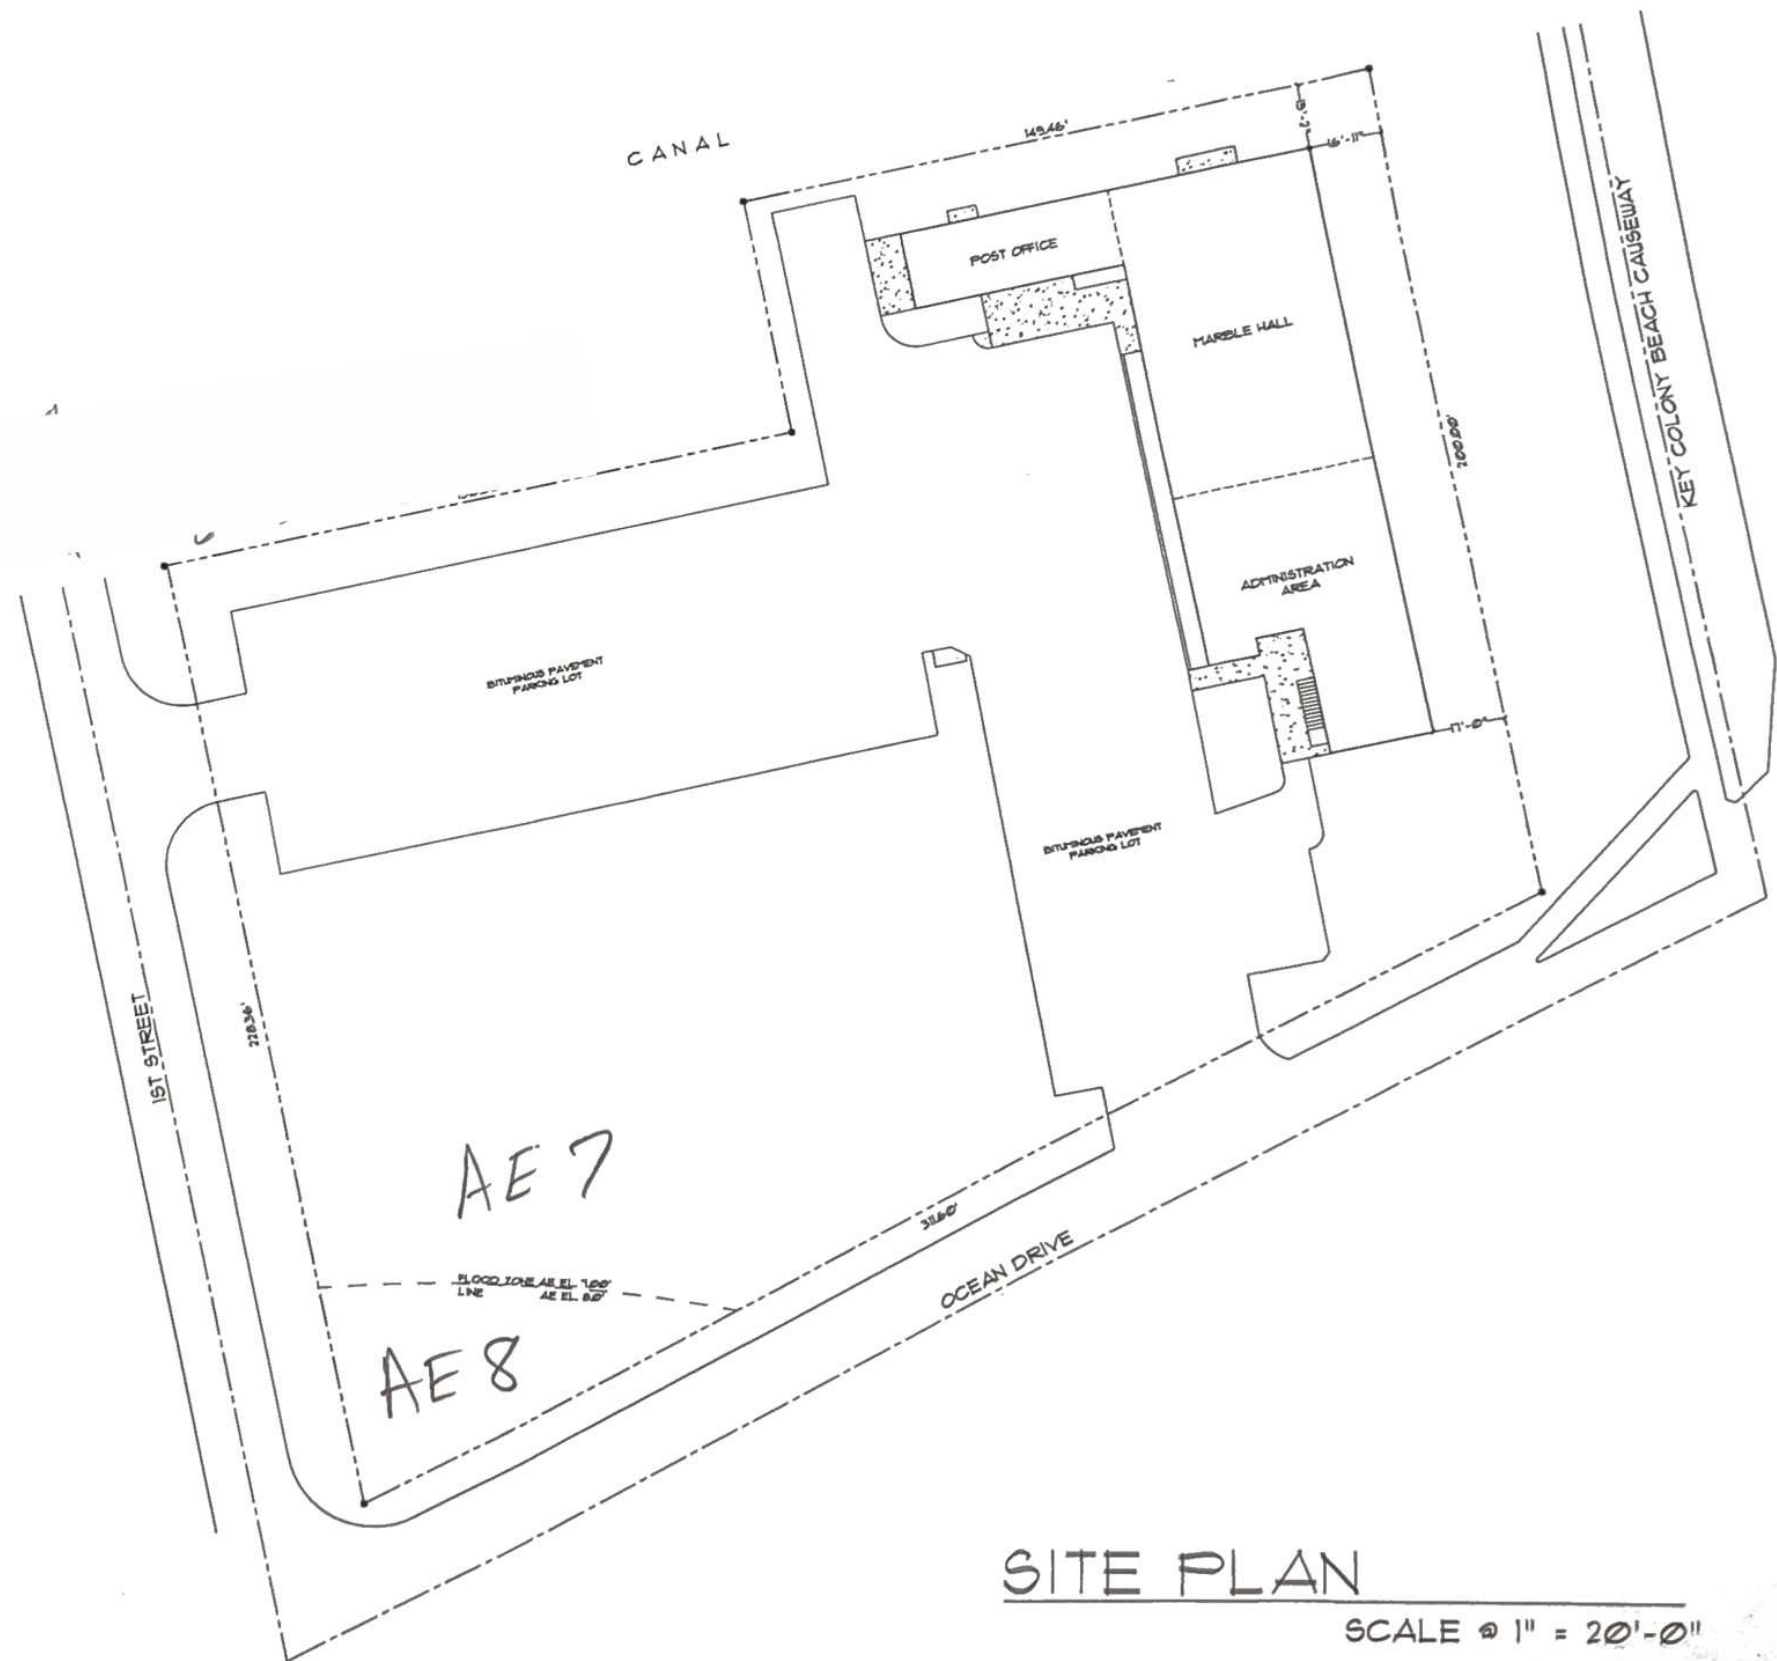 CANAL
149.46'
16'-11"
POST OFFICE
MARBLE HALL
KEY COLONY BEACH CAUSEWAY
200.00'
ADMINISTRATION
AREA
BITUMINOUS PAVEMENT
PARKING LOT
17'-0"
BITUMINOUS PAVEMENT
PARKING LOT
1ST STREET
228.36'
AE 7
311.60'
FLOOD ZONE AE EL. 7.00'
LINE AE EL. 8.0'
OCEAN DRIVE
AE 8
SITE PLAN
SCALE @ 1" = 20'-0"